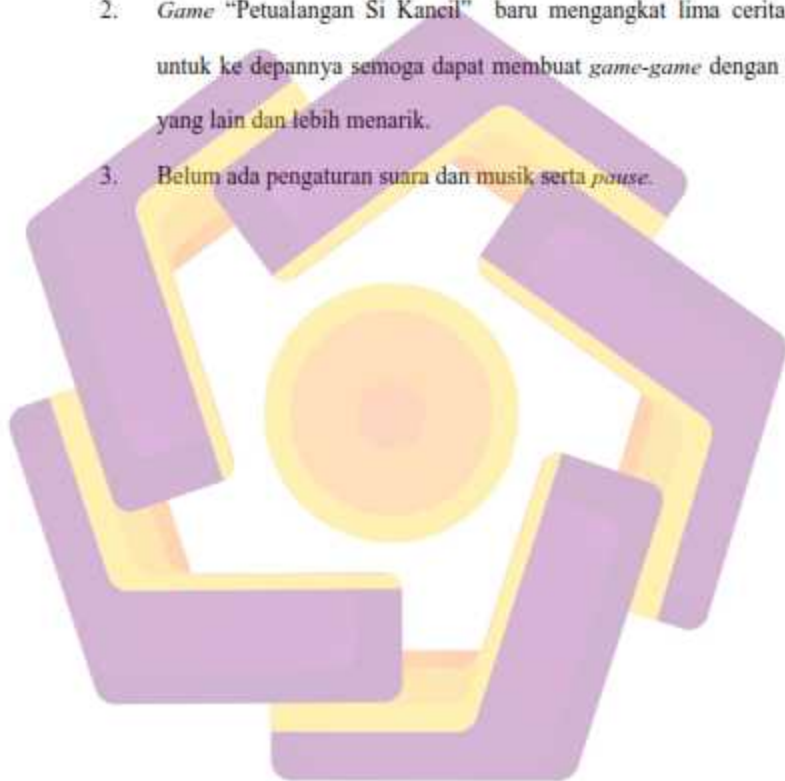 2. Game “Petualangan Si Kancil” baru mengangkat lima cerita
untuk ke depannya semoga dapat membuat game-game dengan
yang lain dan lebih menarik.
3. Belum ada pengaturan suara dan musik serta pause.